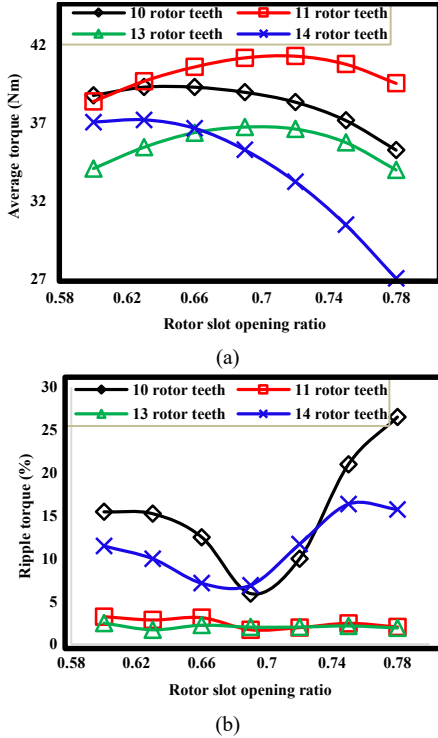 10 rotor teeth 11 rotor teeth
13 rotor teeth 14 rotor teeth
42
37
32
27
Average torque (Nm)
0.58 0.62 0.66 0.7 0.74 0.78
Rotor slot opening ratio
(a)
10 rotor teeth 11 rotor teeth
13 rotor teeth 14 rotor teeth
30
25
20
15
10
5
0
Ripple torque (%)
0.58 0.62 0.66 0.7 0.74 0.78
Rotor slot opening ratio
(b)